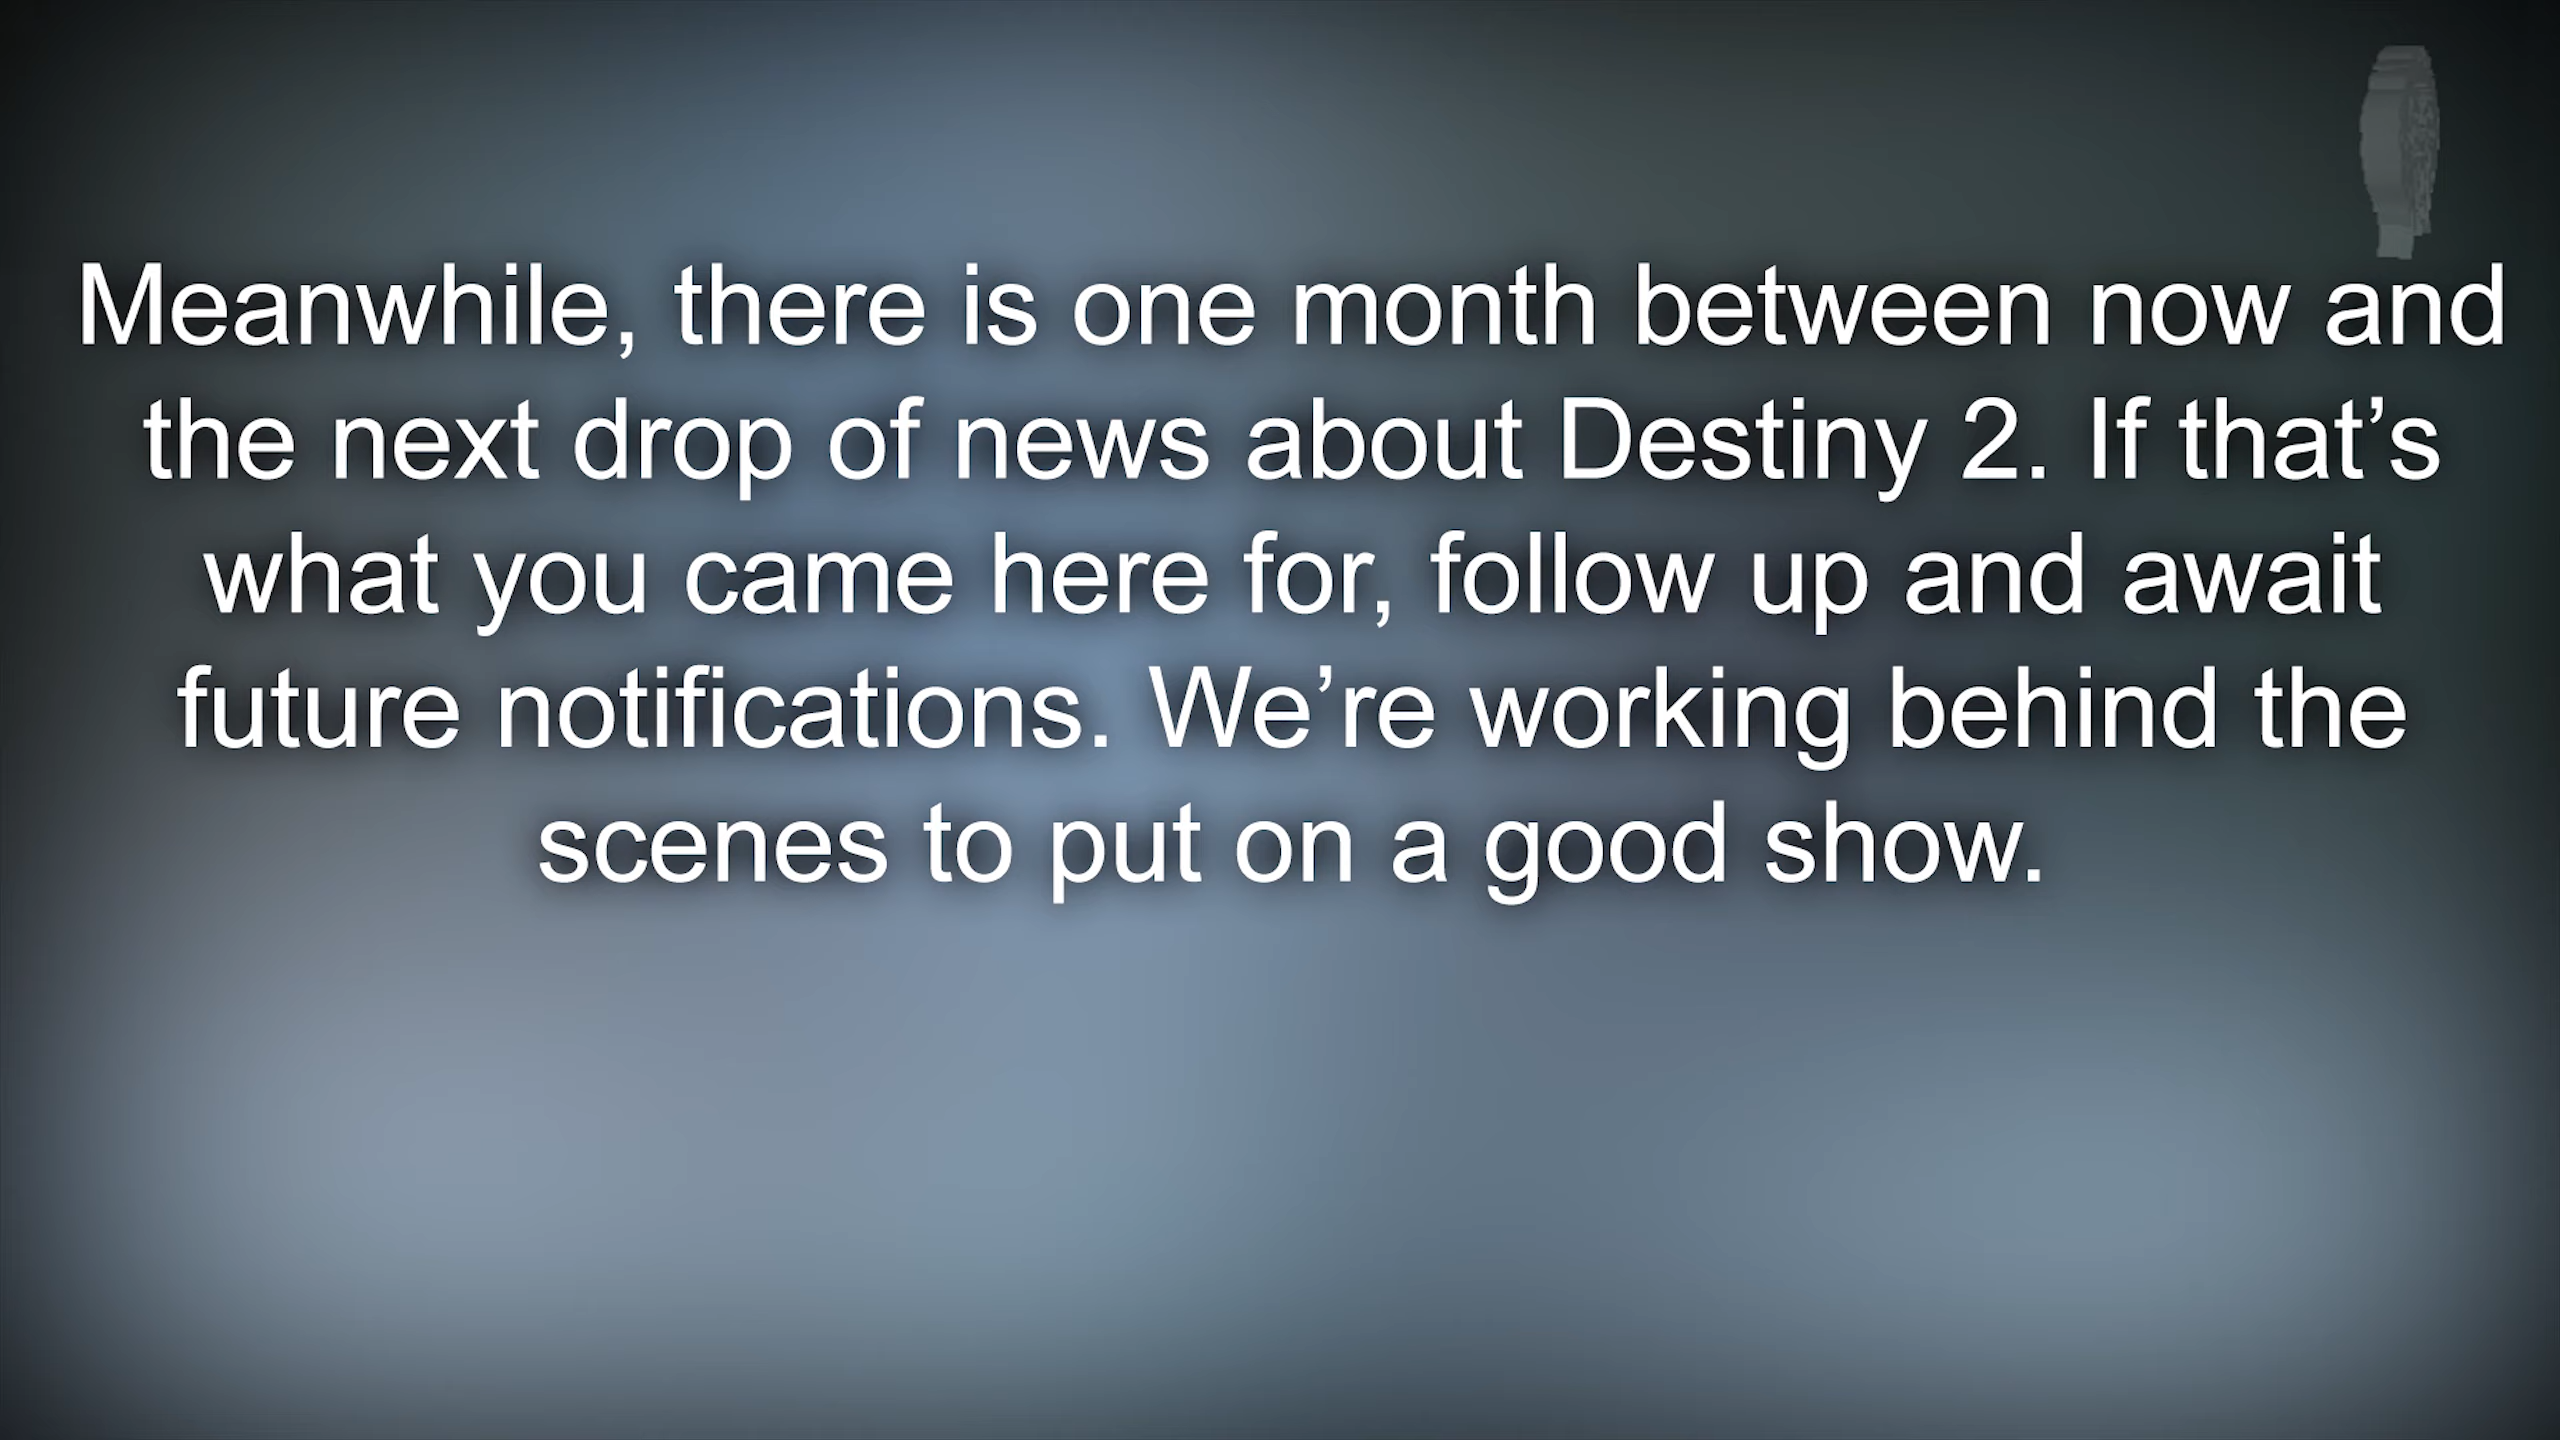 Meanwhile, there is one month between now and
the next drop of news about Destiny 2. If that’s
what you came here for, follow up and await
future notifications. We’re working behind the
scenes to put on a good show.